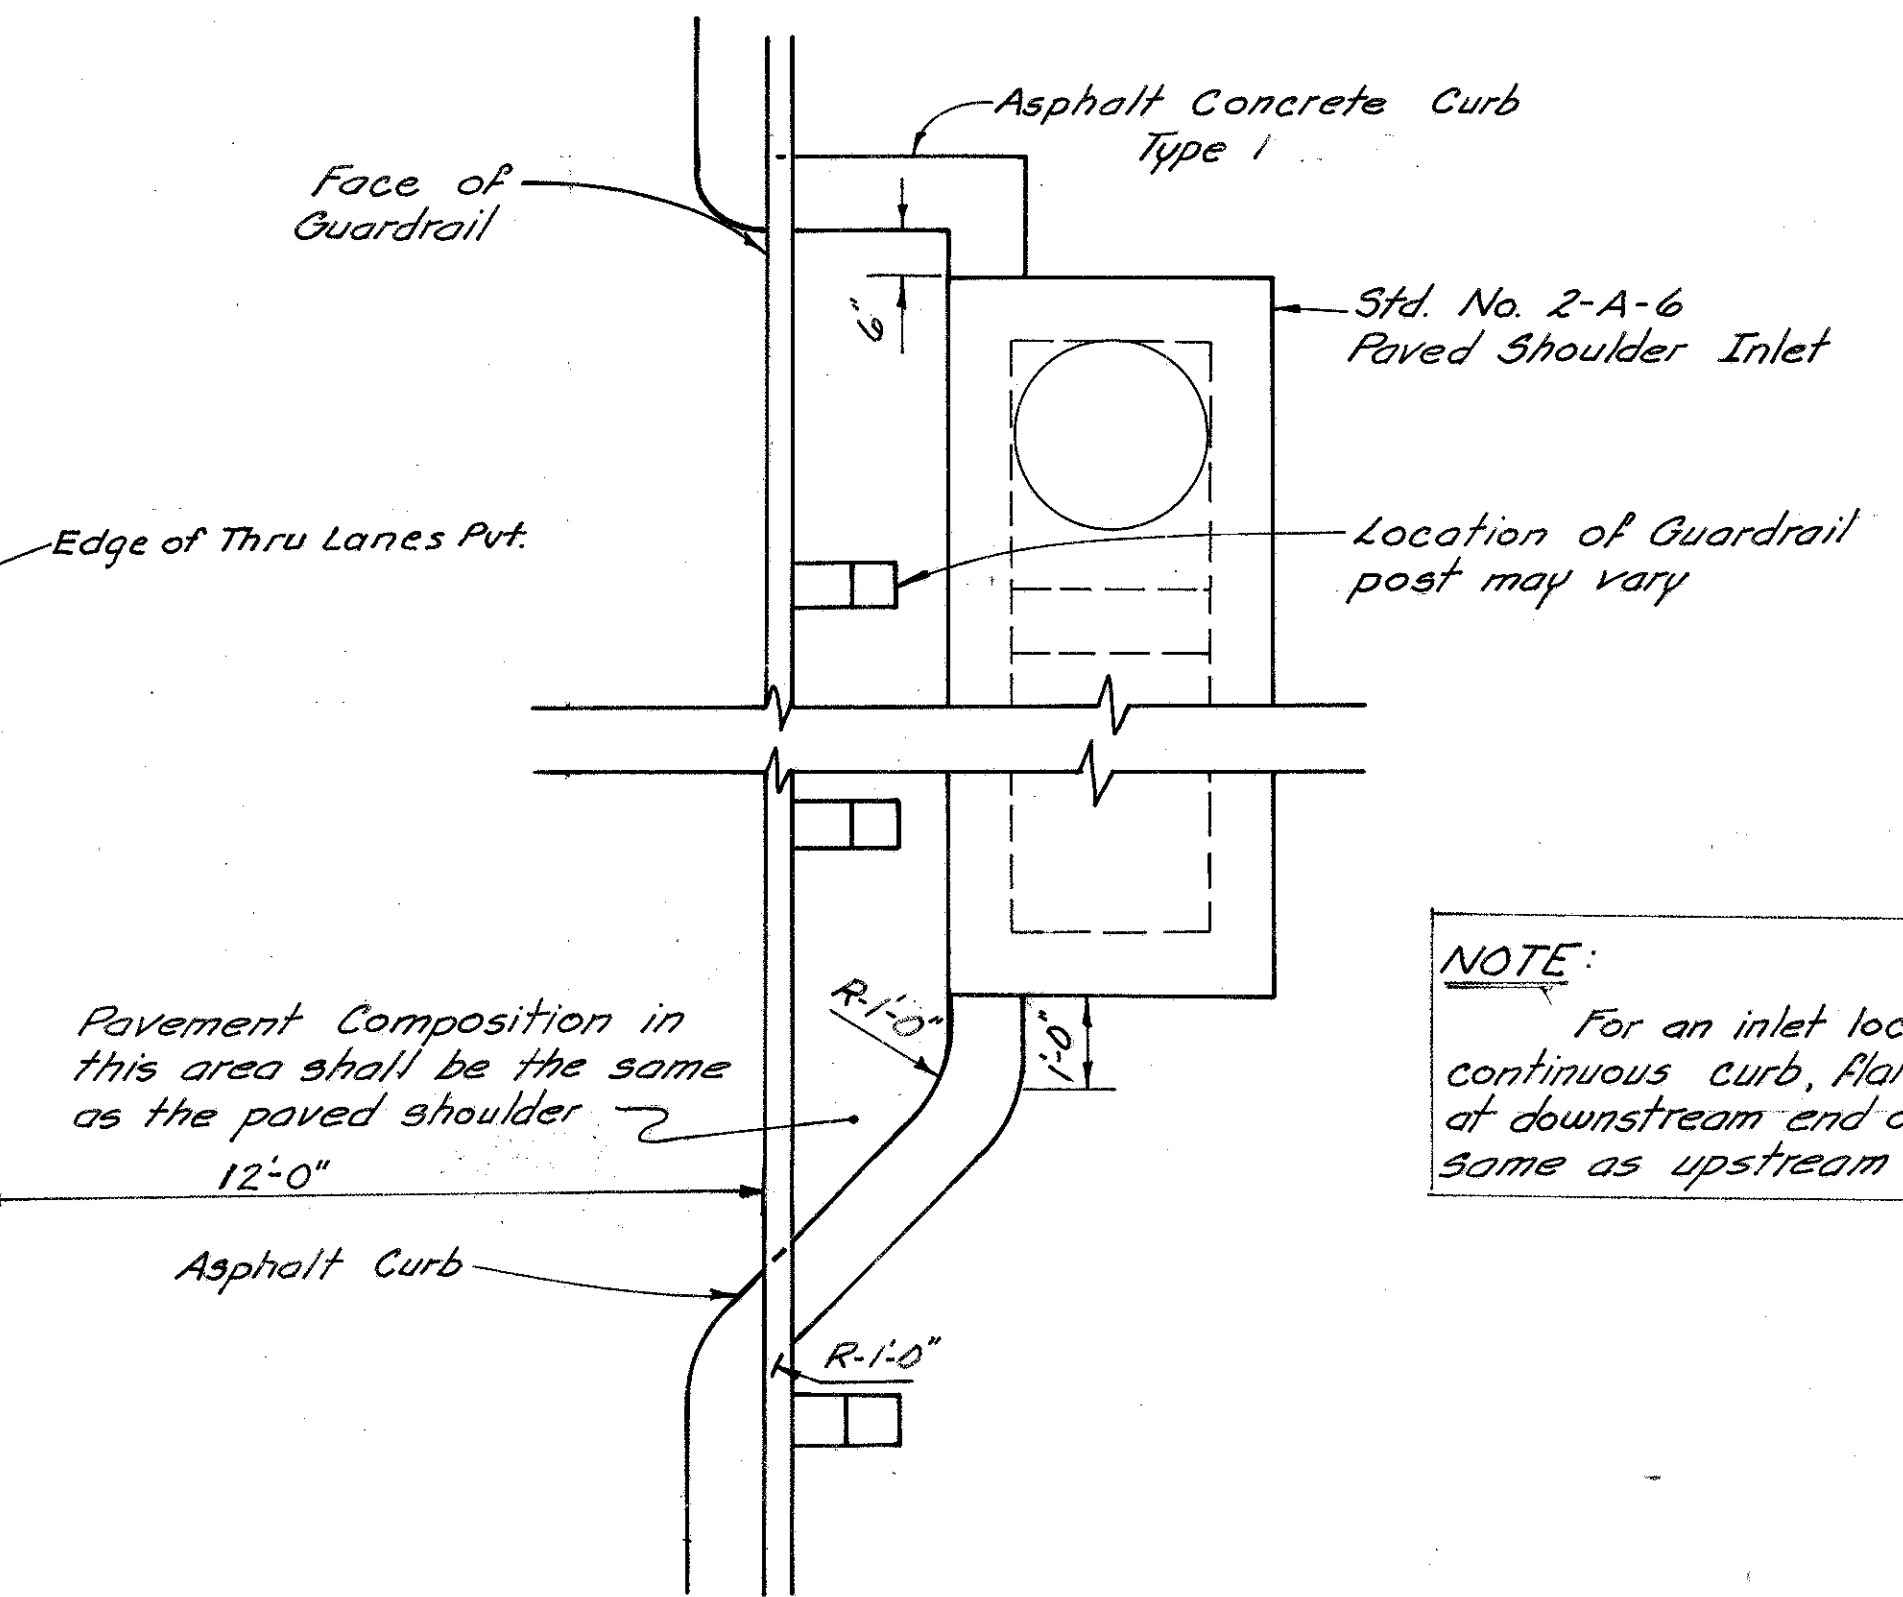 Asphalt Concrete Curb
Type 1
Face of
Guardrail
6"
Std. No. 2-A-6
Paved Shoulder Inlet
Edge of Thru Lanes Pvt.
Location of Guardrail
post may vary
NOTE:
For an inlet loc
continuous curb, flar
at downstream end o
same as upstream
R-1'-0"
1'-0"
Pavement Composition in
this area shall be the same
as the paved shoulder
12'-0"
Asphalt Curb
R-1'-0"